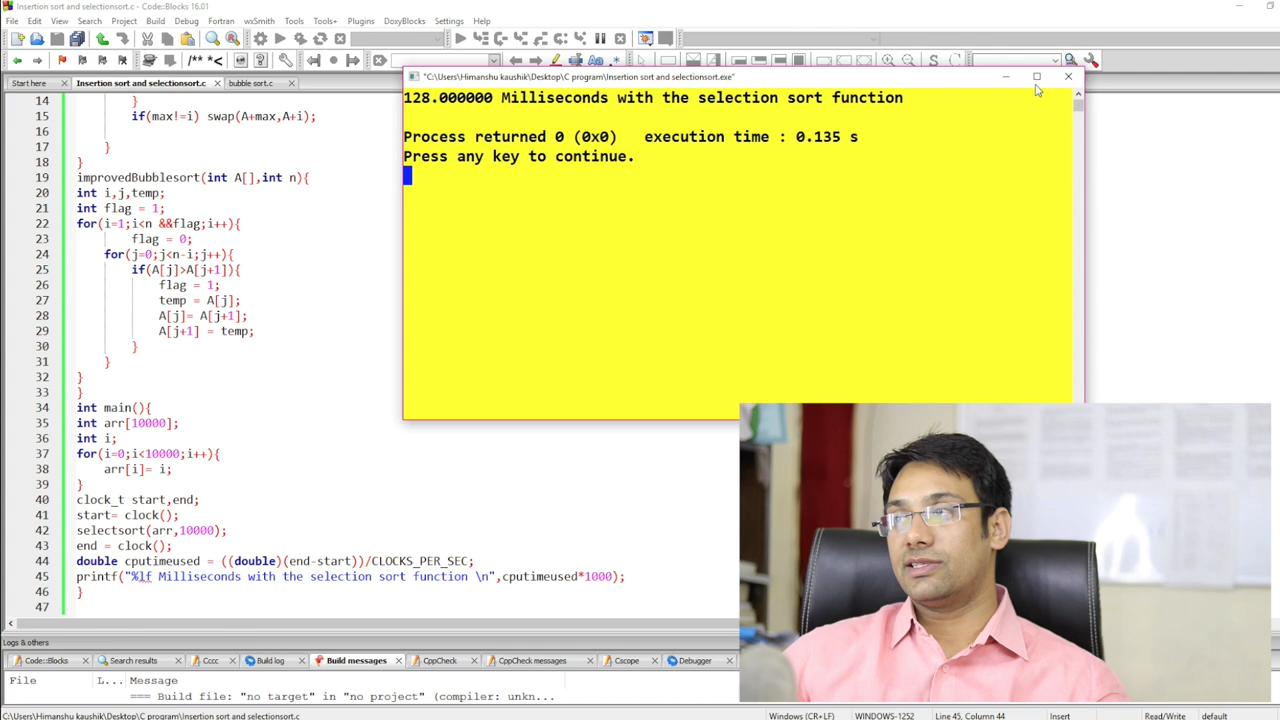 Insertion sort and selectionsort.c - Code::Blocks 16.01
File Edit View Search Project Build Debug Fortran wxSmith Tools Tools+ Plugins DoxyBlocks Settings Help
/** *<
Start here Insertion sort and selectionsort.c bubble sort.c
"C:\Users\Himanshu kaushik\Desktop\C program\Insertion sort and selectionsort.exe"
128.000000 Milliseconds with the selection sort function
Process returned 0 (0x0) execution time : 0.135 s
Press any key to continue.
14 }
15 if(max!=i) swap(A+max,A+i);
16
17 }
18 }
19 improvedBubblesort(int A[],int n){
20 int i,j,temp;
21 int flag = 1;
22 for(i=1;i<n &&flag;i++){
23 flag = 0;
24 for(j=0;j<n-i;j++){
25 if(A[j]>A[j+1]){
26 flag = 1;
27 temp = A[j];
28 A[j]= A[j+1];
29 A[j+1] = temp;
30 }
31 }
32 }
33 }
34 int main(){
35 int arr[10000];
36 int i;
37 for(i=0;i<10000;i++){
38 arr[i]= i;
39 }
40 clock_t start,end;
41 start= clock();
42 selectsort(arr,10000);
43 end = clock();
44 double cputimeused = ((double)(end-start))/CLOCKS_PER_SEC;
45 printf("%lf Milliseconds with the selection sort function \n",cputimeused*1000);
46 }
47
Logs & others
Code::Blocks Search results Cccc Build log Build messages CppCheck CppCheck messages Cscope Debugger
File L... Message
=== Build file: "no target" in "no project" (compiler: unkn...
C:\Users\Himanshu kaushik\Desktop\C program\Insertion sort and selectionsort.c Windows (CR+LF) WINDOWS-1252 Line 45, Column 44 Insert Read/Write default